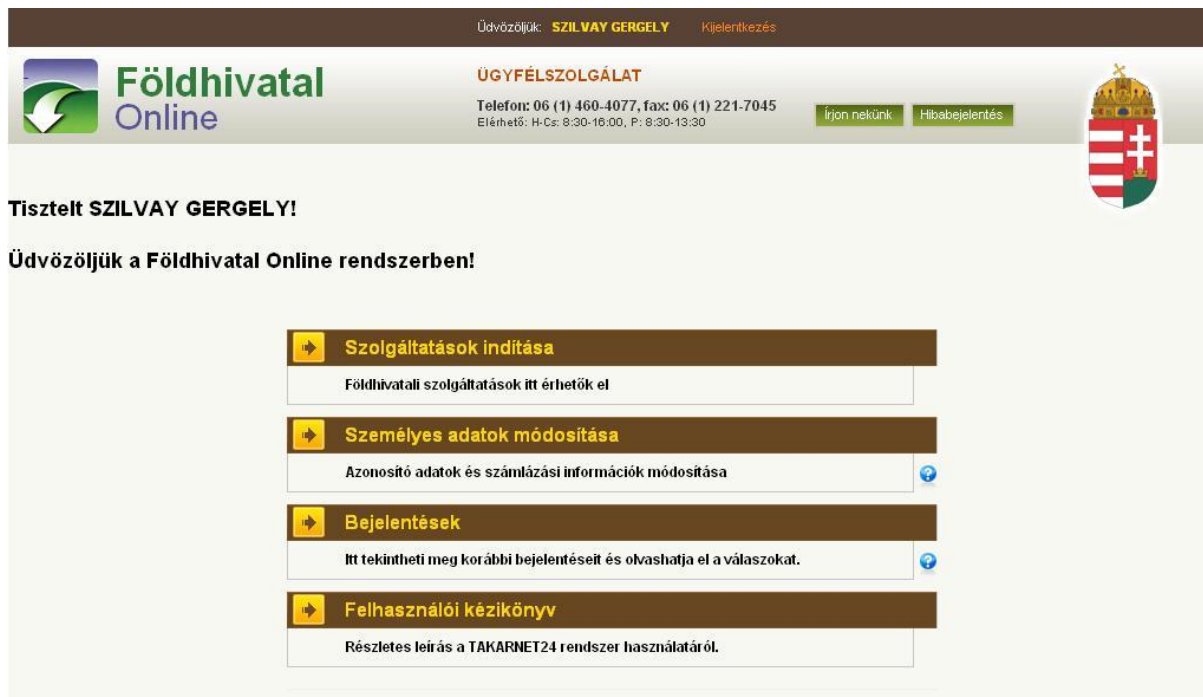 Üdvözöljük: SZILVAY GERGELY Kijelentkezés
Földhivatal
Online
ÜGYFÉLSZOLGÁLAT
Telefon: 06 (1) 460-4077, fax: 06 (1) 221-7045
Elérhető: H-Cs: 8:30-16:00, P: 8:30-13:30
Írjon nekünk Hibabejelentés
Tisztelt SZILVAY GERGELY!
Üdvözöljük a Földhivatal Online rendszerben!
Szolgáltatások indítása
Földhivatali szolgáltatások itt érhetők el
Személyes adatok módosítása
Azonosító adatok és számlázási információk módosítása
Bejelentések
Itt tekintheti meg korábbi bejelentéseit és olvashatja el a válaszokat.
Felhasználói kézikönyv
Részletes leírás a TAKARNET24 rendszer használatáról.